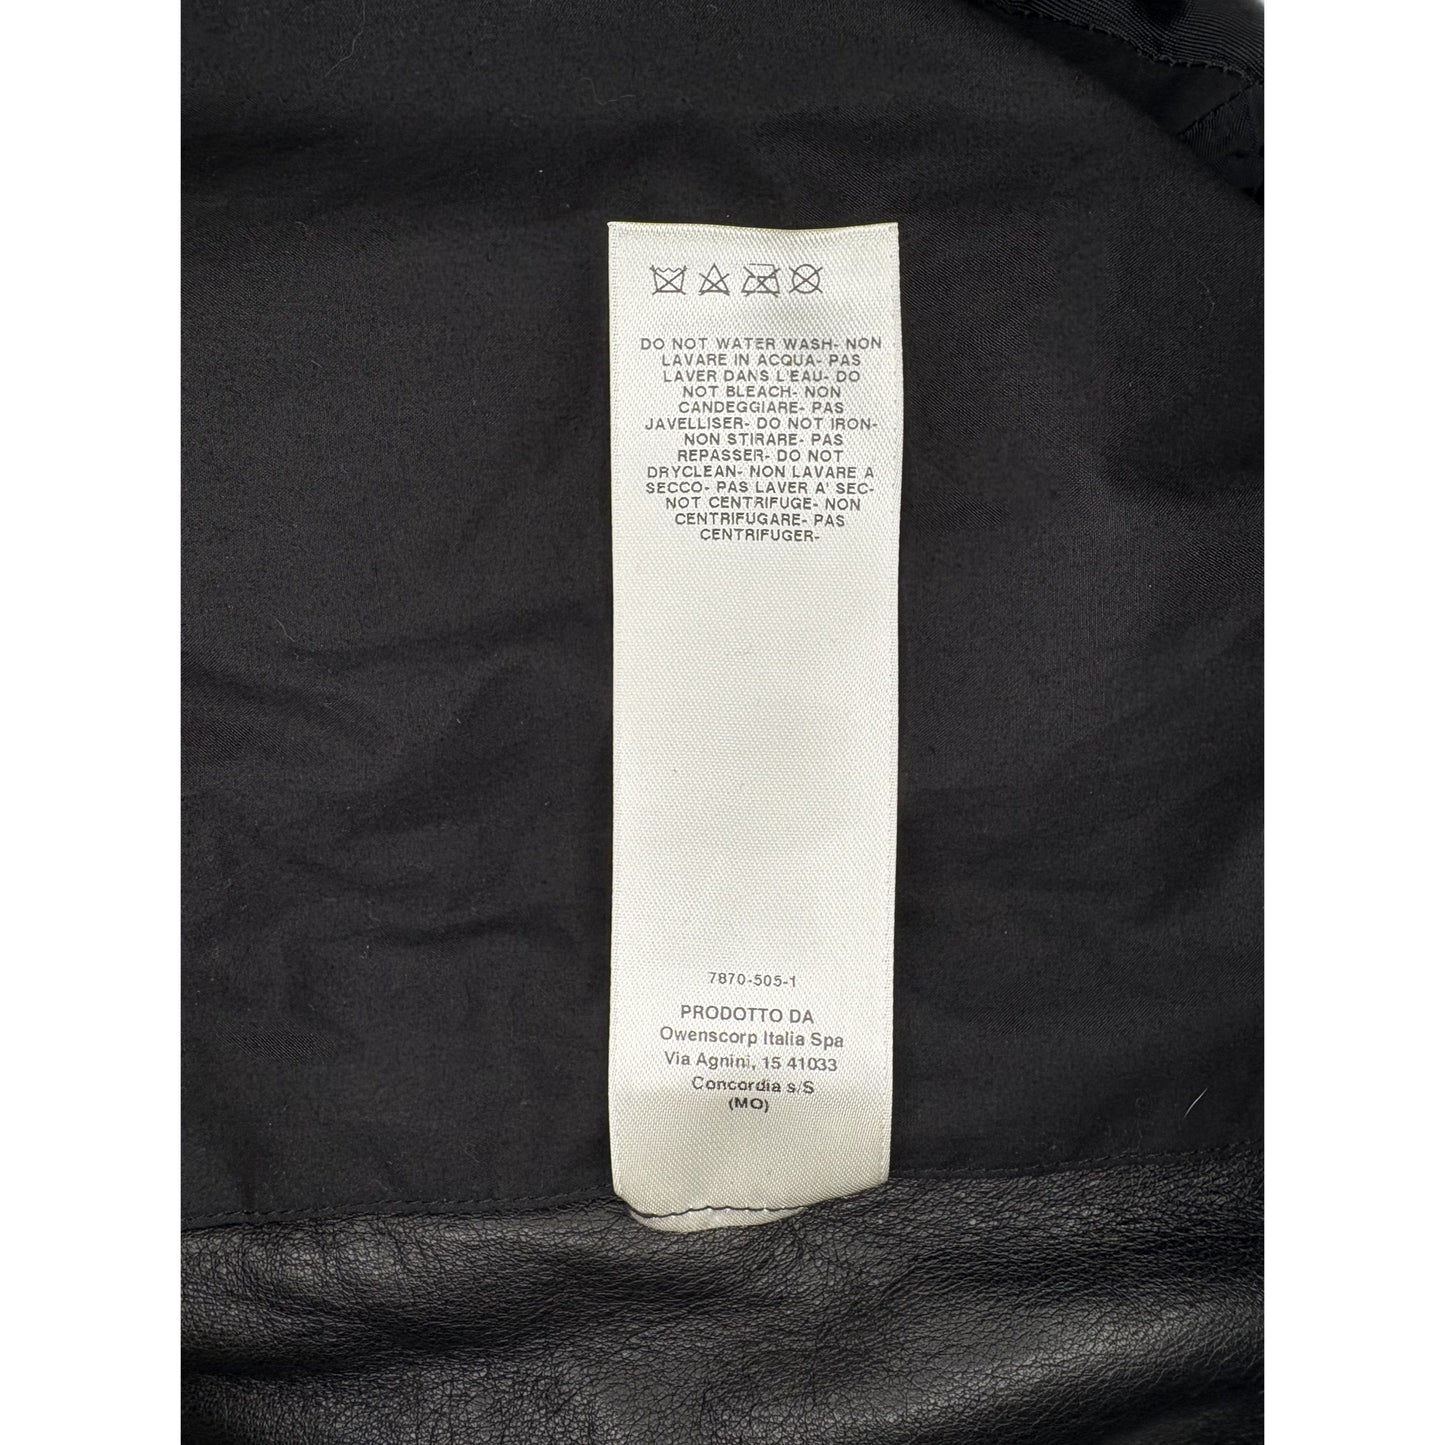 DO NOT WATER WASH- NON
LAVARE IN ACQUA- PAS
LAVER DANS L'EAU- DO
NOT BLEACH- NON
CANDEGGIARE- PAS
JAVELLISER- DO NOT IRON-
NON STIRARE- PAS
REPASSER- DO NOT
DRYCLEAN- NON LAVARE A
SECCO- PAS LAVER A' SEC-
NOT CENTRIFUGE- NON
CENTRIFUGARE- PAS
CENTRIFUGER-
7870-505-1
PRODOTTO DA
Owenscorp Italia Spa
Via Agnini, 15 41033
Concordia s/S
(MO)